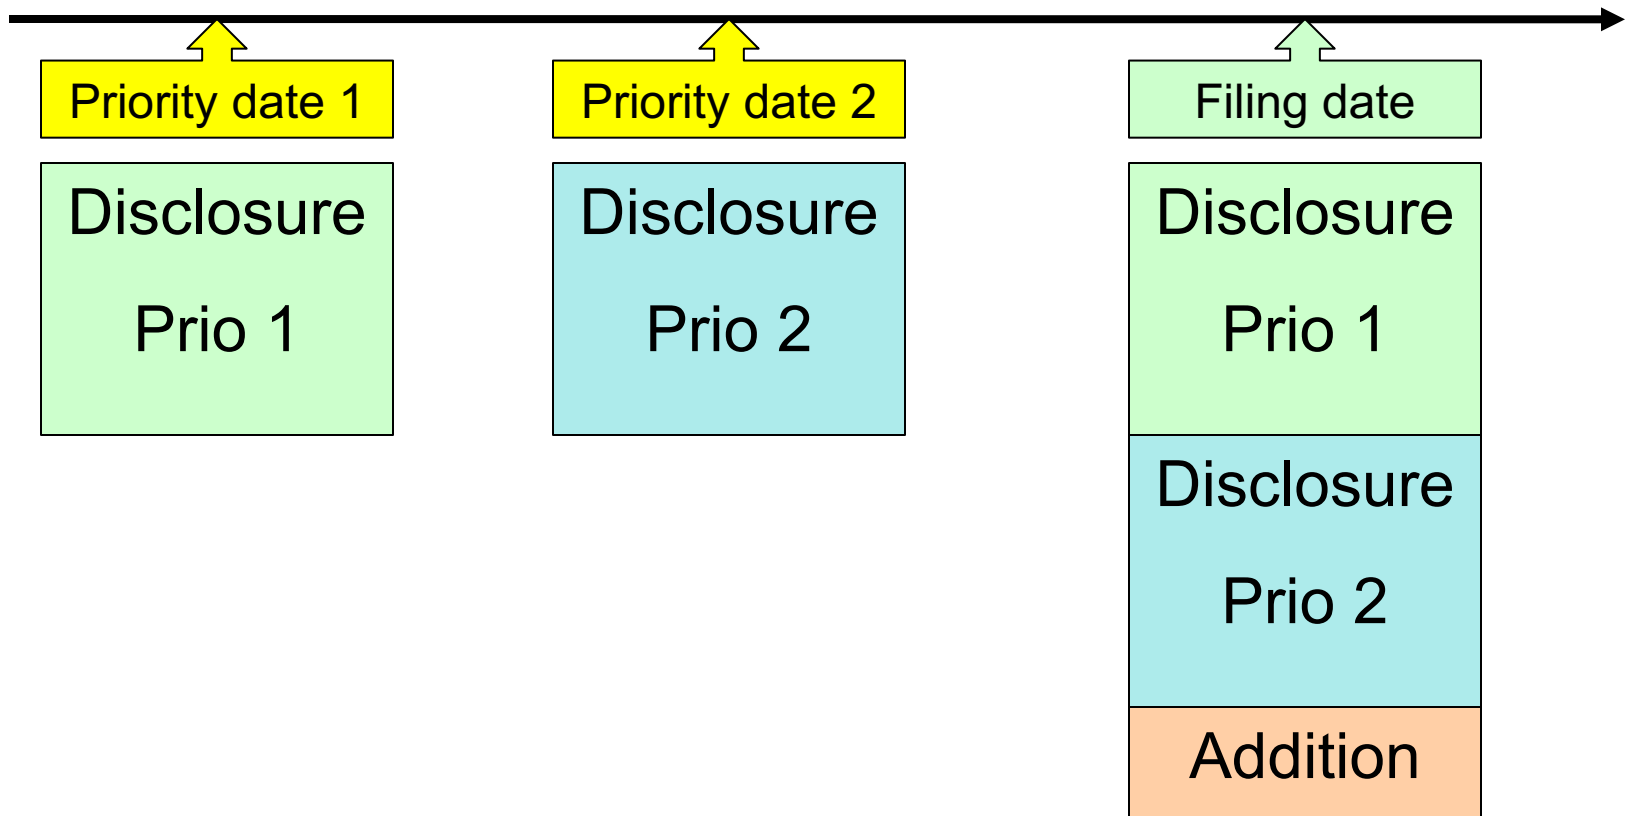 Priority date 1
Priority date 2
Filing date
Disclosure
Prio 1
Disclosure
Prio 2
Disclosure
Prio 1
Disclosure
Prio 2
Addition